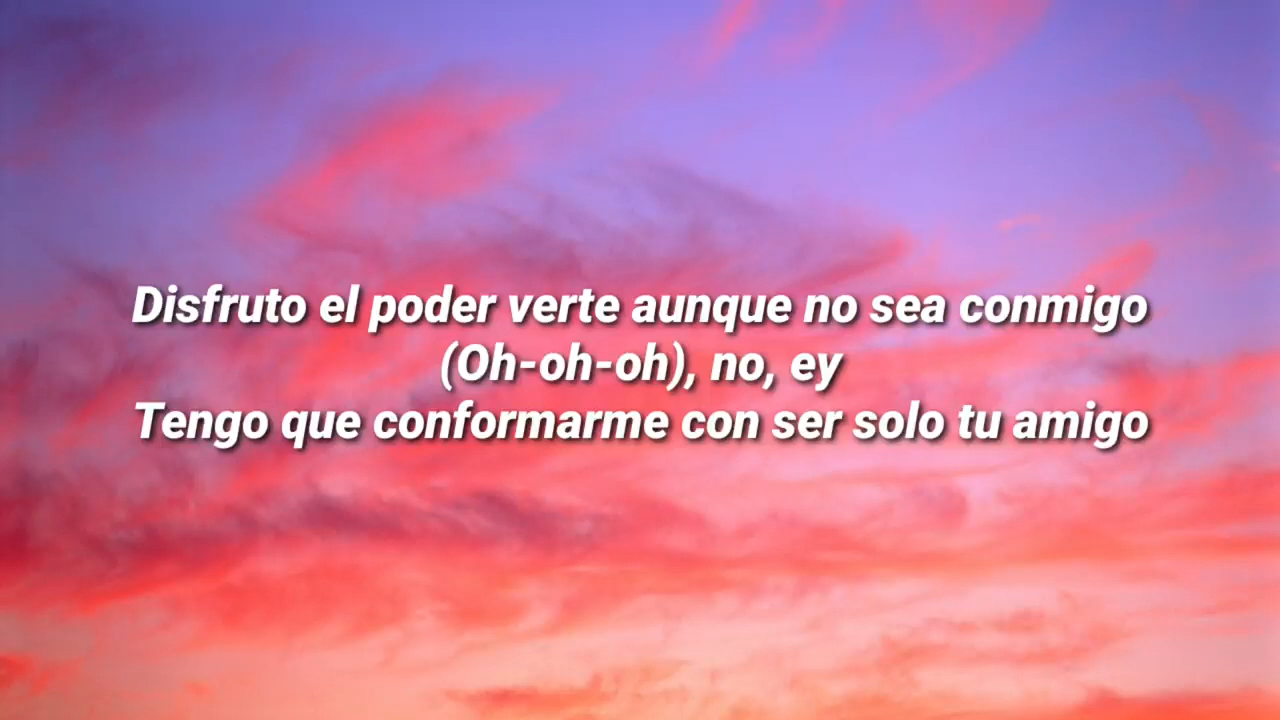 Disfruto el poder verte aunque no sea conmigo
(Oh-oh-oh), no, ey
Tengo que conformarme con ser solo tu amigo